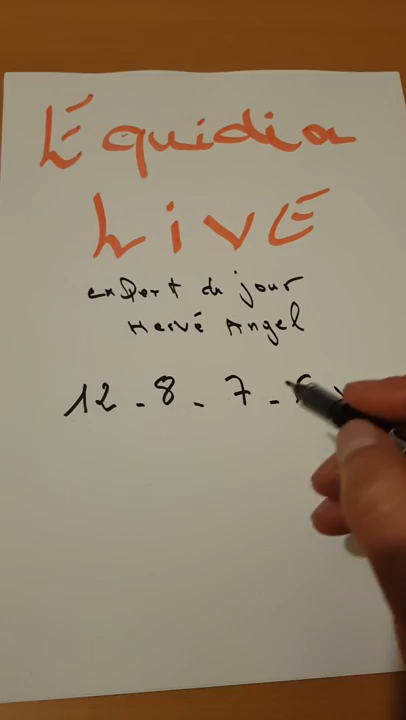 Équidia
LivE
expert du jour
Hervé Angel
12 - 8 - 7 -